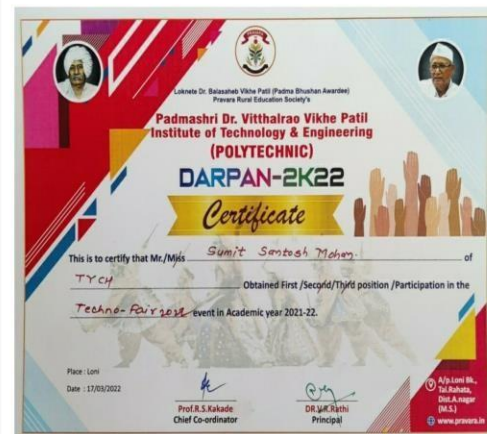 Loknete Dr. Balasaheb Vikhe Patil (Padma Bhushan Awardee)
Pravara Rural Education Society's
Padmashri Dr. Vitthalrao Vikhe Patil
Institute of Technology & Engineering
(POLYTECHNIC)
DARPAN-2K22
Certificate
This is to certify that Mr./Miss Sumit Santosh Mohan. of
TYCH Obtained First /Second/Third position /Participation in the
Techno-Fair 2022 event in Academic year 2021-22.
Place : Loni
Date : 17/03/2022
Prof.R.S.Kakade
Chief Co-ordinator
DR.V.R.Rathi
Principal
A/p.Loni Bk.,
Tal.Rahata,
Dist.A.nagar
(M.S.)
www.pravara.in